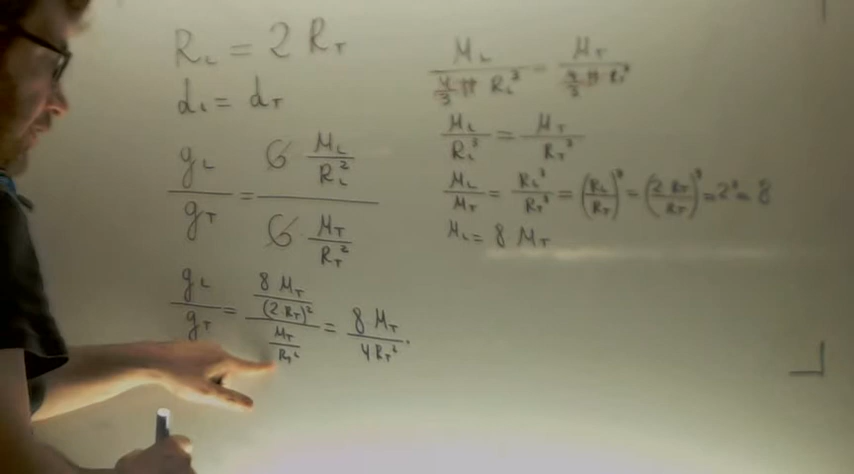 R_L = 2 R_T
d_L = d_T
g_L / g_T = (G M_L / R_L²) / (G M_T / R_T²)
g_L / g_T = (8 M_T / (2 R_T)²) / (M_T / R_T²) = 8 M_T / 4 R_T² ·
M_L / (4/3 π R_L³) = M_T / (4/3 π R_T³)
M_L / R_L³ = M_T / R_T³
M_L / M_T = R_L³ / R_T³ = (R_L / R_T)³ = (2 R_T / R_T)³ = 2³ = 8
M_L = 8 M_T